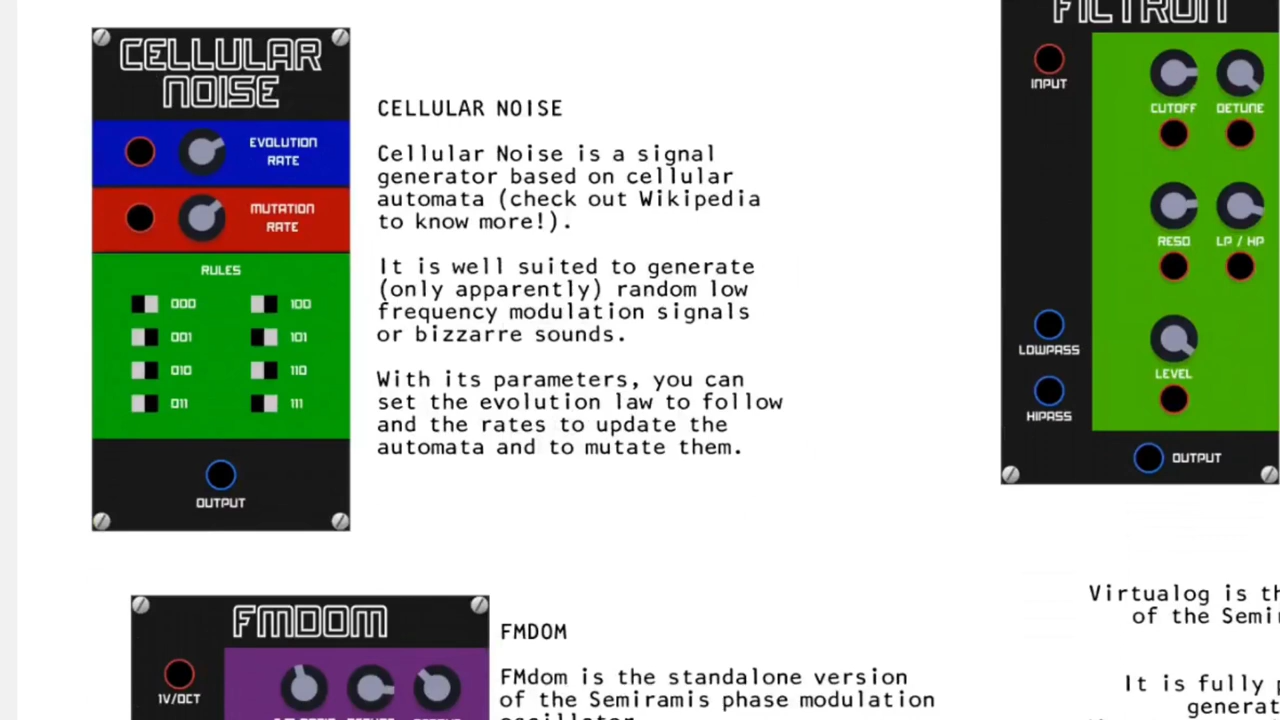 CELLULAR
NOISE
EVOLUTION
RATE
MUTATION
RATE
RULES
000
100
001
101
010
110
011
111
OUTPUT
CELLULAR NOISE
Cellular Noise is a signal
generator based on cellular
automata (check out Wikipedia
to know more!).
It is well suited to generate
(only apparently) random low
frequency modulation signals
or bizzarre sounds.
With its parameters, you can
set the evolution law to follow
and the rates to update the
automata and to mutate them.
INPUT
CUTOFF
DETUNE
RESO
LP / HP
LOWPASS
LEVEL
HIPASS
OUTPUT
FMDOM
1V/OCT
FMDOM
FMdom is the standalone version
of the Semiramis phase modulation
Virtualog is th
of the Semi
It is fully p
generat